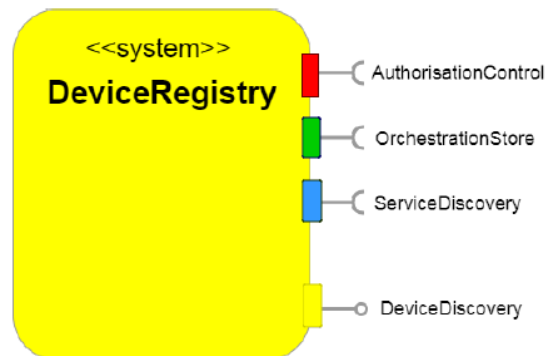 <<system>>
DeviceRegistry
AuthorisationControl
OrchestrationStore
ServiceDiscovery
DeviceDiscovery